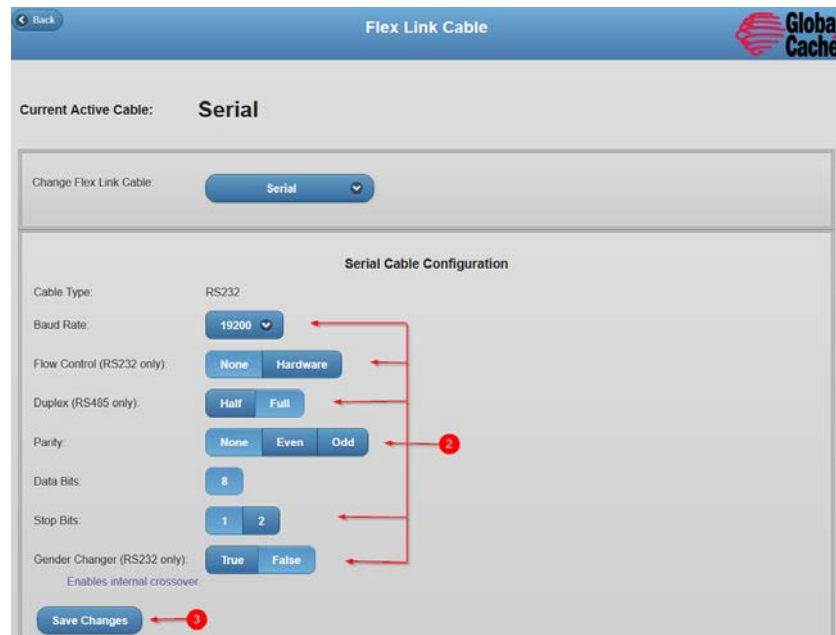 Back
Flex Link Cable
Global
Caché
Current Active Cable: Serial
Change Flex Link Cable: Serial
Serial Cable Configuration
Cable Type: RS232
Baud Rate: 19200
Flow Control (RS232 only): None Hardware
Duplex (RS485 only): Half Full
Parity: None Even Odd
2
Data Bits: 8
Stop Bits: 1 2
Gender Changer (RS232 only): True False
Enables internal crossover.
Save Changes
3